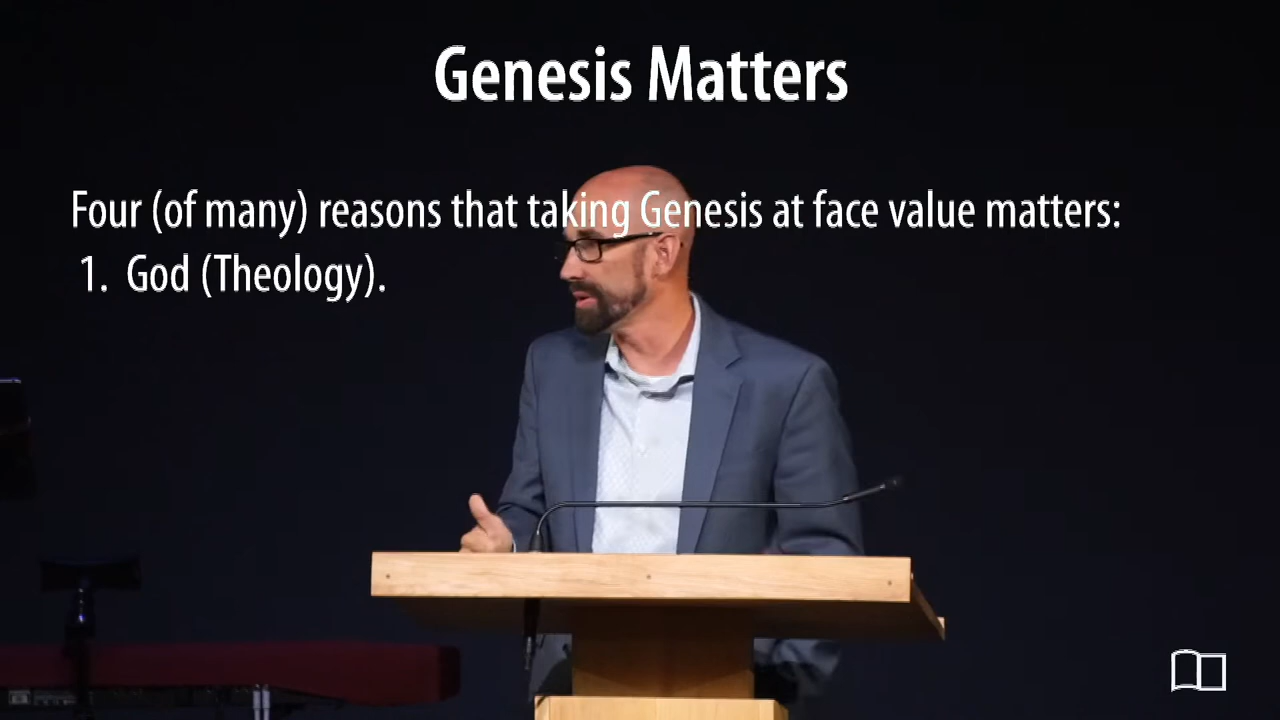 Genesis Matters
Four (of many) reasons that taking Genesis at face value matters:
1. God (Theology).